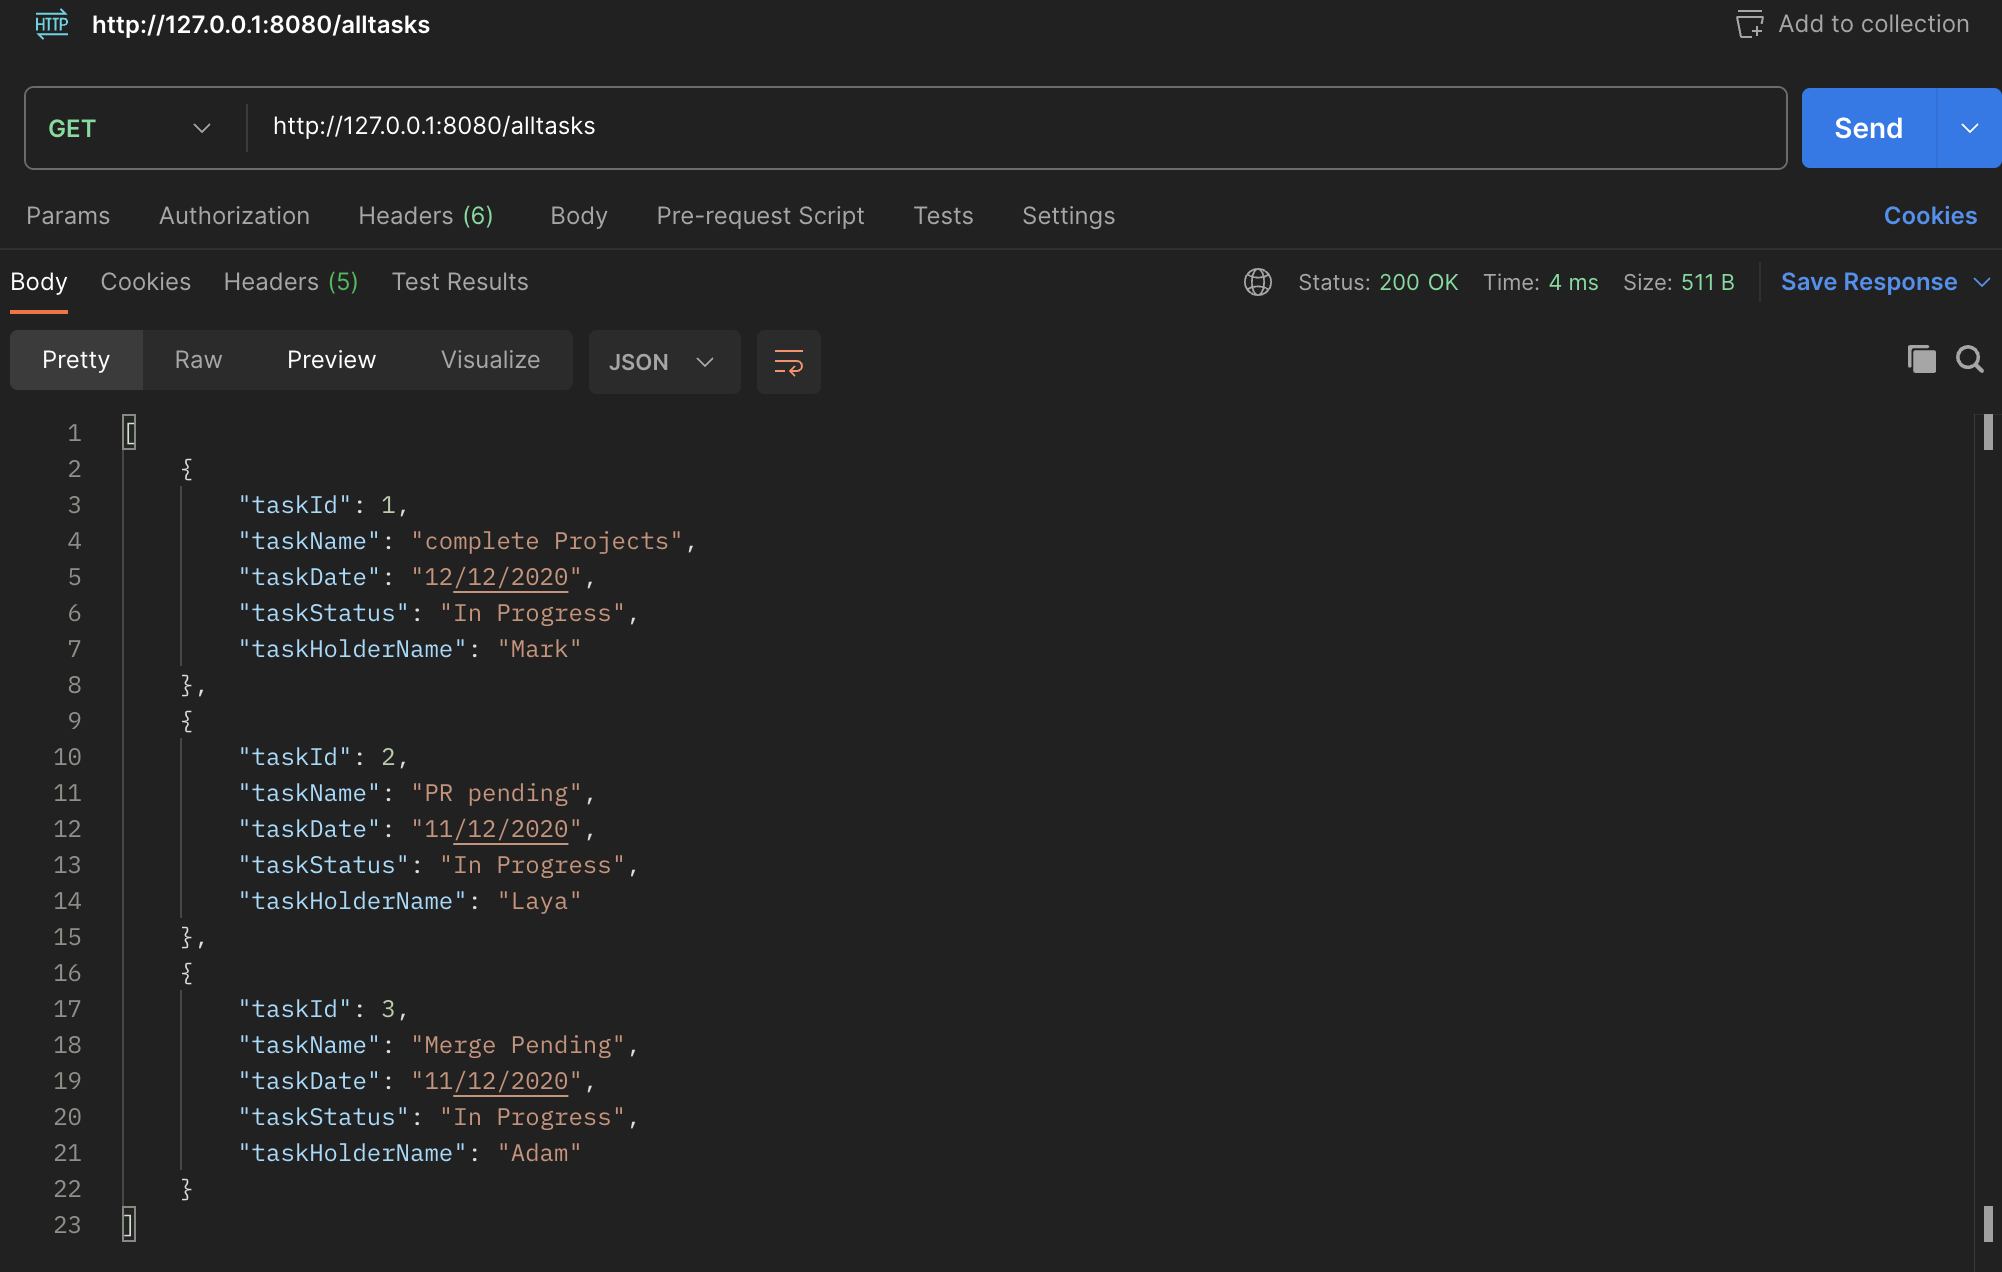 HTTP http://127.0.0.1:8080/alltasks Add to collection
GET http://127.0.0.1:8080/alltasks Send
Params Authorization Headers (6) Body Pre-request Script Tests Settings Cookies
Body Cookies Headers (5) Test Results Status: 200 OK Time: 4 ms Size: 511 B Save Response
Pretty Raw Preview Visualize JSON
1 [
2 {
3 "taskId": 1,
4 "taskName": "complete Projects",
5 "taskDate": "12/12/2020",
6 "taskStatus": "In Progress",
7 "taskHolderName": "Mark"
8 },
9 {
10 "taskId": 2,
11 "taskName": "PR pending",
12 "taskDate": "11/12/2020",
13 "taskStatus": "In Progress",
14 "taskHolderName": "Laya"
15 },
16 {
17 "taskId": 3,
18 "taskName": "Merge Pending",
19 "taskDate": "11/12/2020",
20 "taskStatus": "In Progress",
21 "taskHolderName": "Adam"
22 }
23 ]